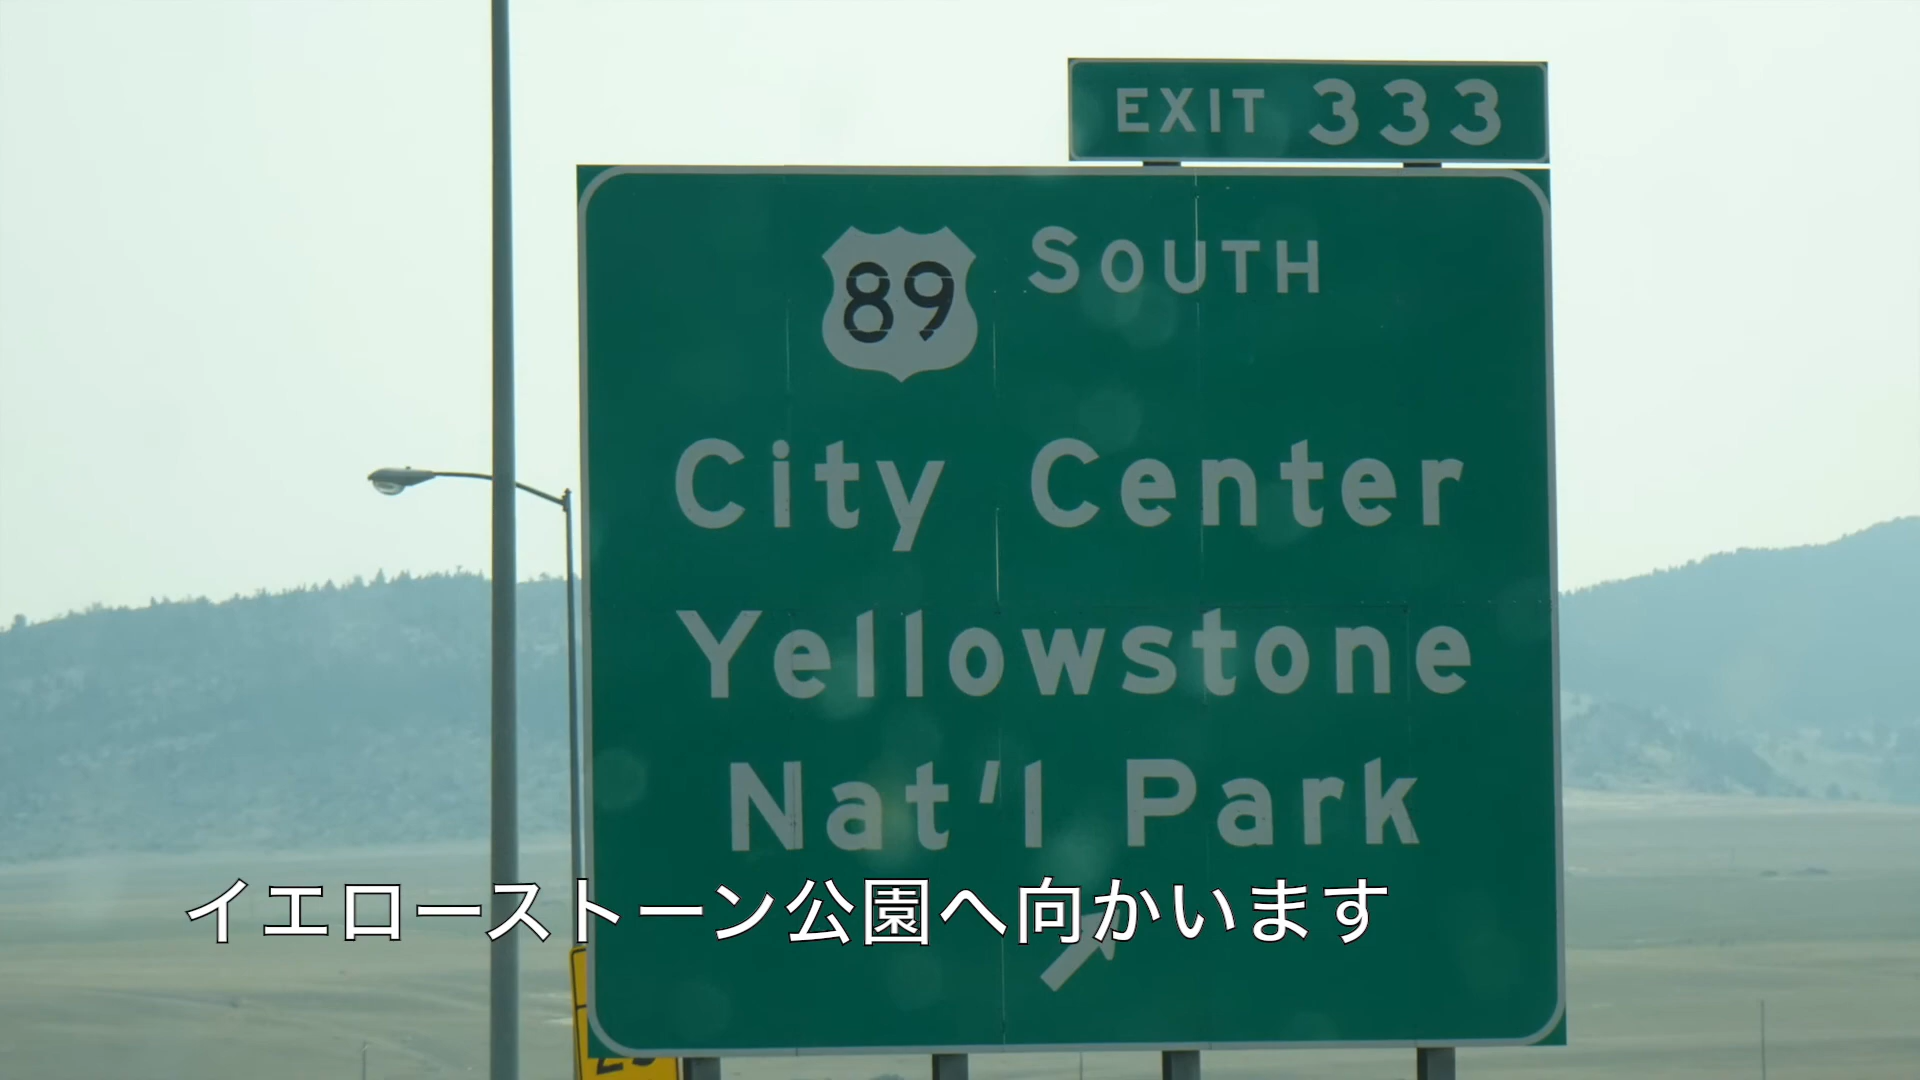 EXIT 333
89 SOUTH
City Center
Yellowstone
Nat'l Park
イエローストーン公園へ向かいます